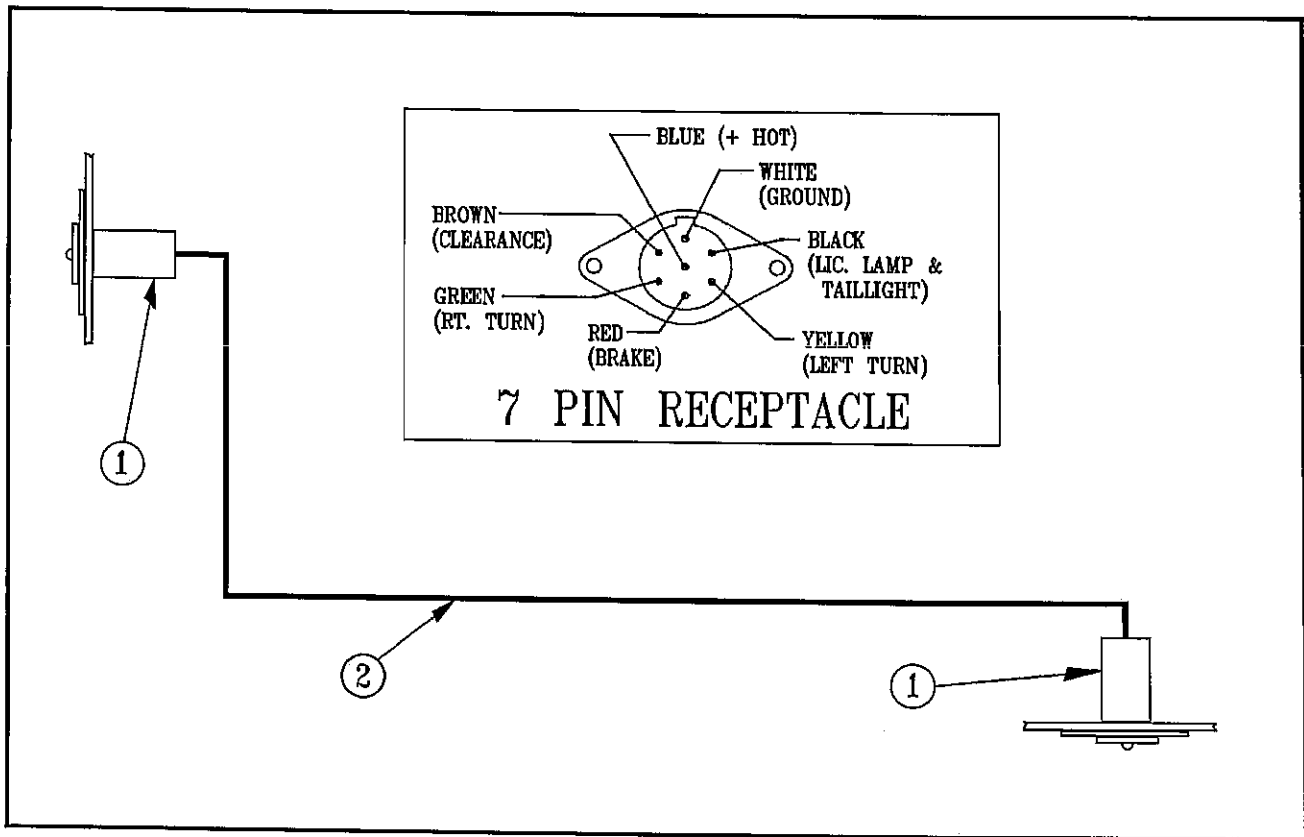 BLUE (+ HOT)
WHITE
(GROUND)
BROWN
(CLEARANCE)
BLACK
(LIC. LAMP &
TAILLIGHT)
GREEN
(RT. TURN)
RED
(BRAKE)
YELLOW
(LEFT TURN)
7 PIN RECEPTACLE
1
2
1